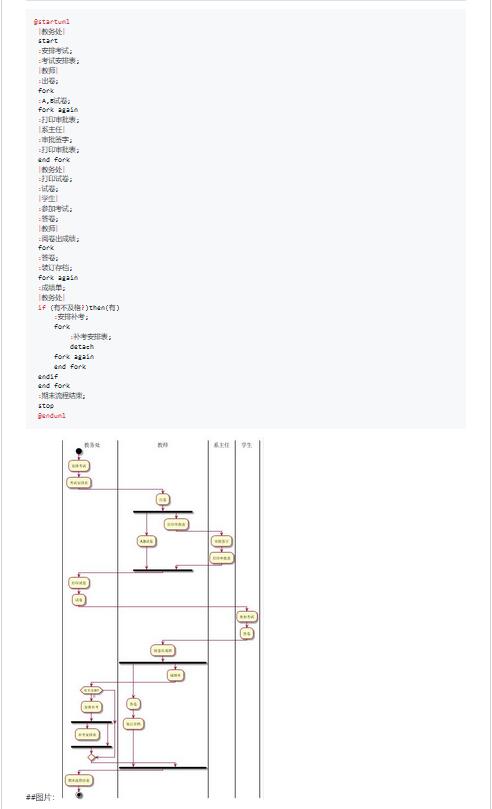 @startuml
|教务处|
start
:安排考试;
:考试安排表;
|教师|
:出卷;
fork
:A,B试卷;
fork again
:打印审批表;
|系主任|
:审批签字;
:打印审批表;
end fork
|教务处|
:打印试卷;
:试卷;
|学生|
:参加考试;
:答卷;
|教师|
:阅卷出成绩;
fork
:答卷;
:装订存档;
fork again
:成绩单;
|教务处|
if (有不及格?)then(有)
:安排补考;
fork
:补考安排表;
detach
fork again
end fork
endif
end fork
:期末流程结束;
stop
@enduml
教务处 教师 系主任 学生
安排考试
考试安排表
出卷
打印审批表
A,B试卷 审批签字
打印审批表
打印试卷
试卷
参加考试
答卷
阅卷出成绩
成绩单
有不及格?
安排补考 答卷
装订存档
补考安排表
期末流程结束
##图片: